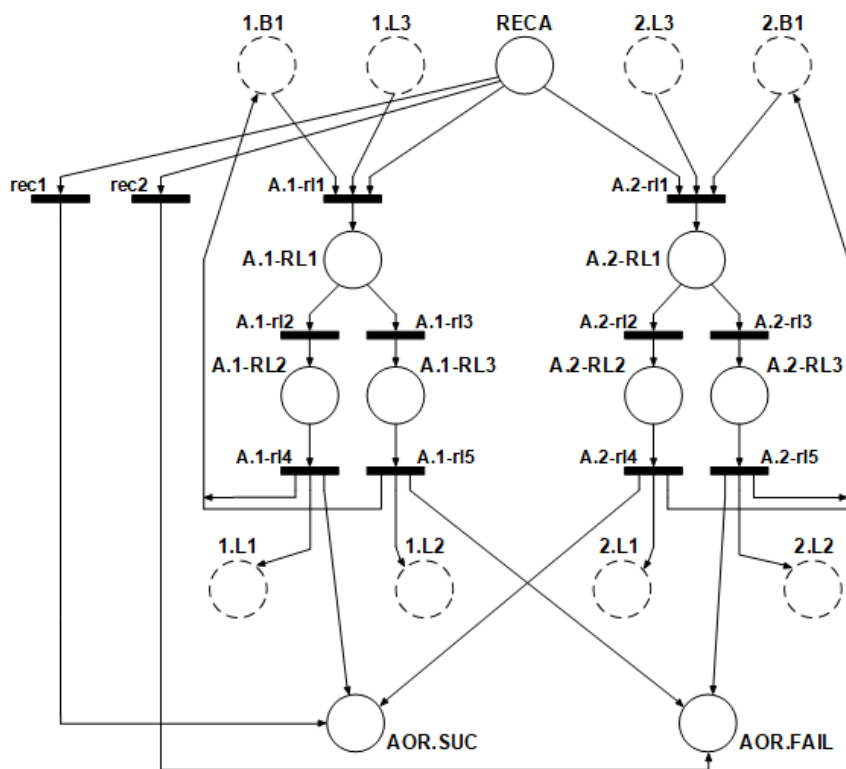 1.B1
1.L3
RECA
2.L3
2.B1
rec1
rec2
A.1-rl1
A.2-rl1
A.1-RL1
A.2-RL1
A.1-rl2
A.1-rl3
A.2-rl2
A.2-rl3
A.1-RL2
A.1-RL3
A.2-RL2
A.2-RL3
A.1-rl4
A.1-rl5
A.2-rl4
A.2-rl5
1.L1
1.L2
2.L1
2.L2
AOR.SUC
AOR.FAIL